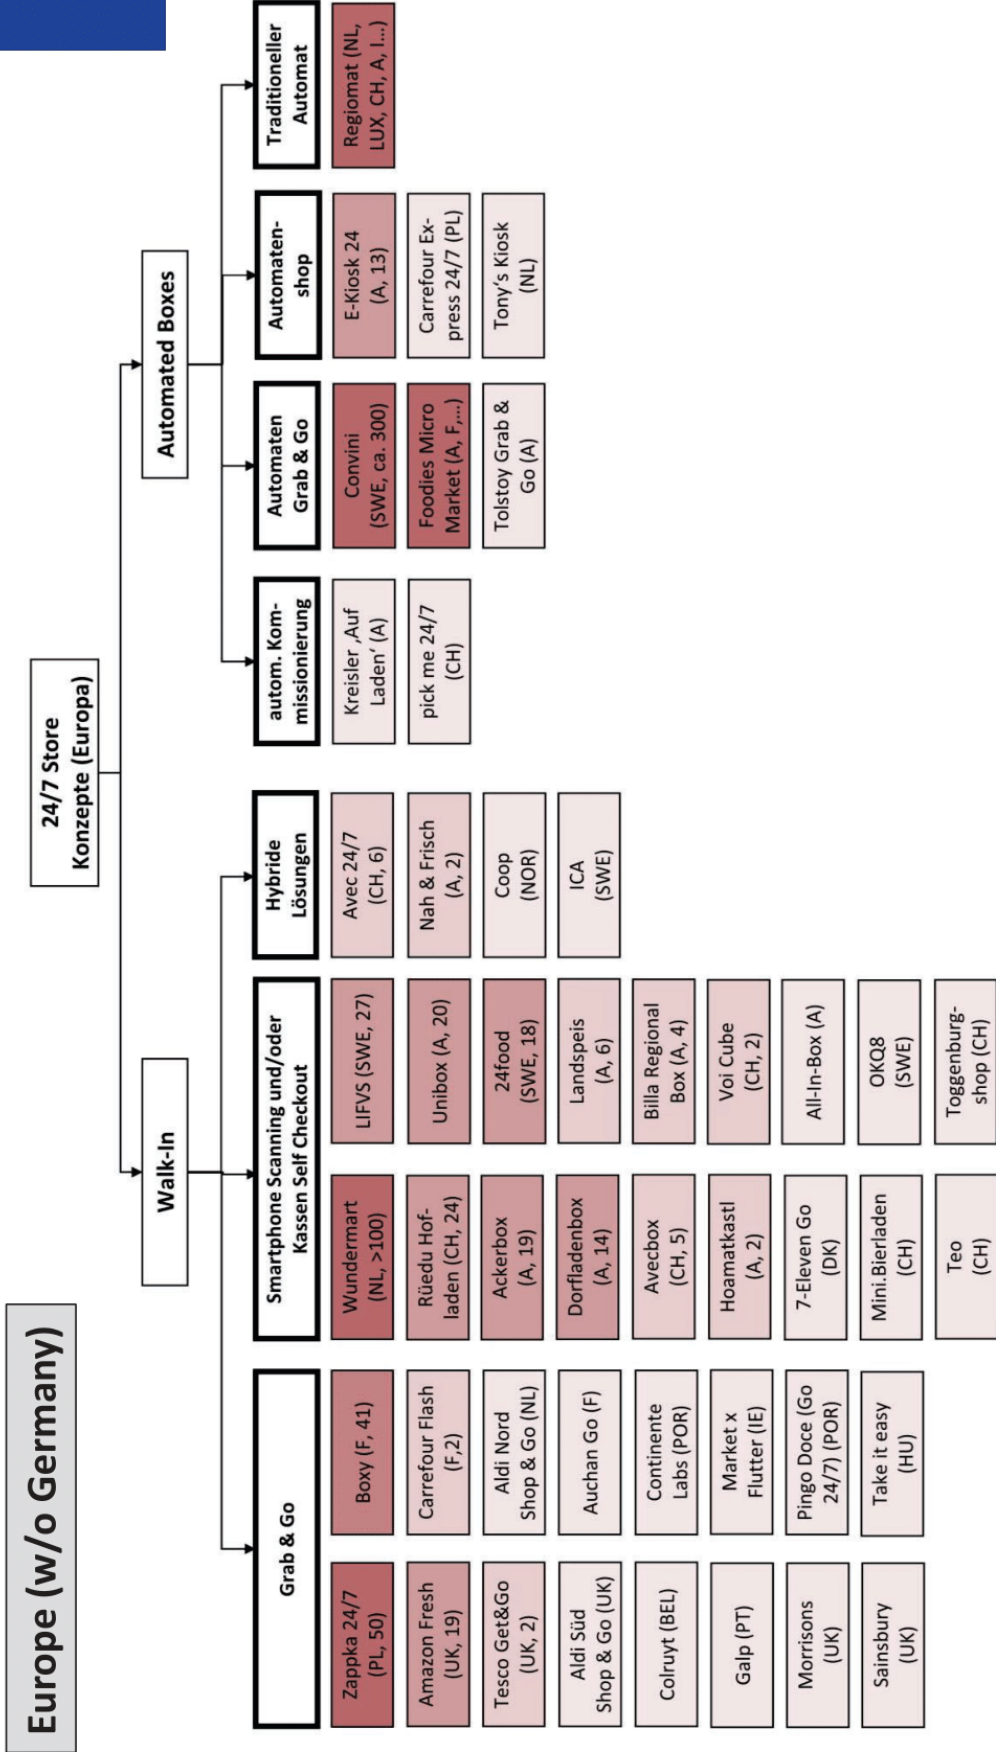 Europe (w/o Germany)
24/7 Store
Konzepte (Europa)
Walk-In
Automated Boxes
Grab & Go
Smartphone Scanning und/oder
Kassen Self Checkout
Hybride
Lösungen
autom. Kom-
missionierung
Automaten
Grab & Go
Automaten-
shop
Traditioneller
Automat
Zappka 24/7
(PL, 50)
Amazon Fresh
(UK, 19)
Tesco Get&Go
(UK, 2)
Aldi Süd
Shop & Go (UK)
Colruyt (BEL)
Galp (PT)
Morrisons
(UK)
Sainsbury
(UK)
Boxy (F, 41)
Carrefour Flash
(F,2)
Aldi Nord
Shop & Go (NL)
Auchan Go (F)
Continente
Labs (POR)
Market x
Flutter (IE)
Pingo Doce (Go
24/7) (POR)
Take it easy
(HU)
Wundermart
(NL, >100)
Rüedu Hof-
laden (CH, 24)
Ackerbox
(A, 19)
Dorfladenbox
(A, 14)
Avecbox
(CH, 5)
Hoamatkastl
(A, 2)
7-Eleven Go
(DK)
Mini.Bierladen
(CH)
Teo
(CH)
LIFVS (SWE, 27)
Unibox (A, 20)
24food
(SWE, 18)
Landspeis
(A, 6)
Billa Regional
Box (A, 4)
Voi Cube
(CH, 2)
All-In-Box (A)
OKQ8
(SWE)
Toggenburg-
shop (CH)
Avec 24/7
(CH, 6)
Nah & Frisch
(A, 2)
Coop
(NOR)
ICA
(SWE)
Kreisler ‚Auf
Laden‘ (A)
pick me 24/7
(CH)
Convini
(SWE, ca. 300)
Foodies Micro
Market (A, F,...)
Tolstoy Grab &
Go (A)
E-Kiosk 24
(A, 13)
Carrefour Ex-
press 24/7 (PL)
Tony‘s Kiosk
(NL)
Regiomat (NL,
LUX, CH, A, I...)